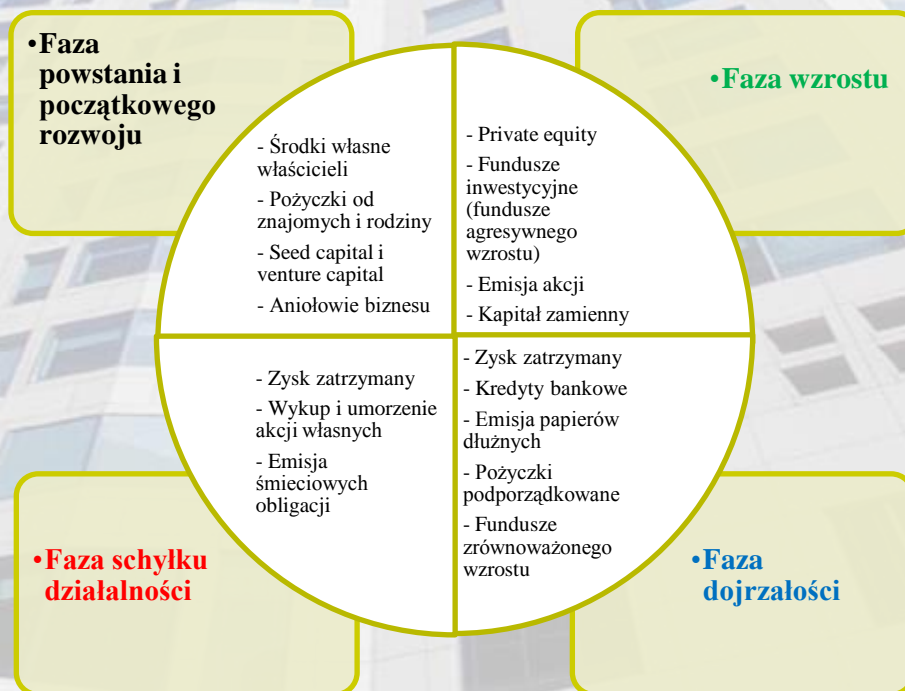 •Faza
powstania i
początkowego
rozwoju
- Środki własne
właścicieli
- Pożyczki od
znajomych i rodziny
- Seed capital i
venture capital
- Aniołowie biznesu
•Faza wzrostu
- Private equity
- Fundusze
inwestycyjne
(fundusze
agresywnego
wzrostu)
- Emisja akcji
- Kapitał zamienny
•Faza schyłku
działalności
- Zysk zatrzymany
- Wykup i umorzenie
akcji własnych
- Emisja
śmieciowych
obligacji
•Faza
dojrzałości
- Zysk zatrzymany
- Kredyty bankowe
- Emisja papierów
dłużnych
- Pożyczki
podporządkowane
- Fundusze
zrównoważonego
wzrostu